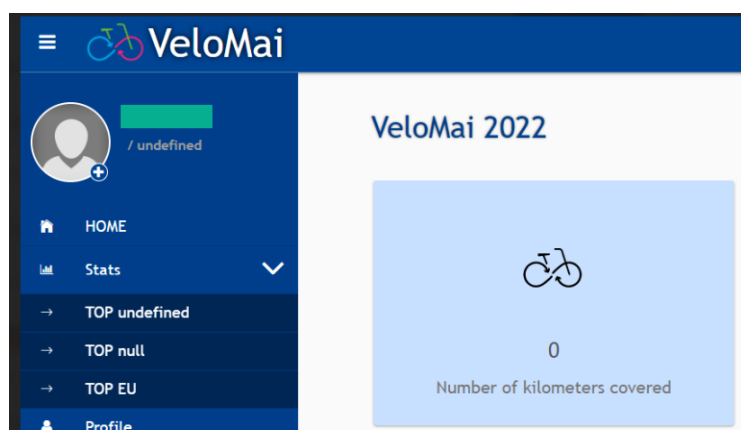 VeloMai
/ undefined
HOME
Stats
TOP undefined
TOP null
TOP EU
Profile
VeloMai 2022
0
Number of kilometers covered